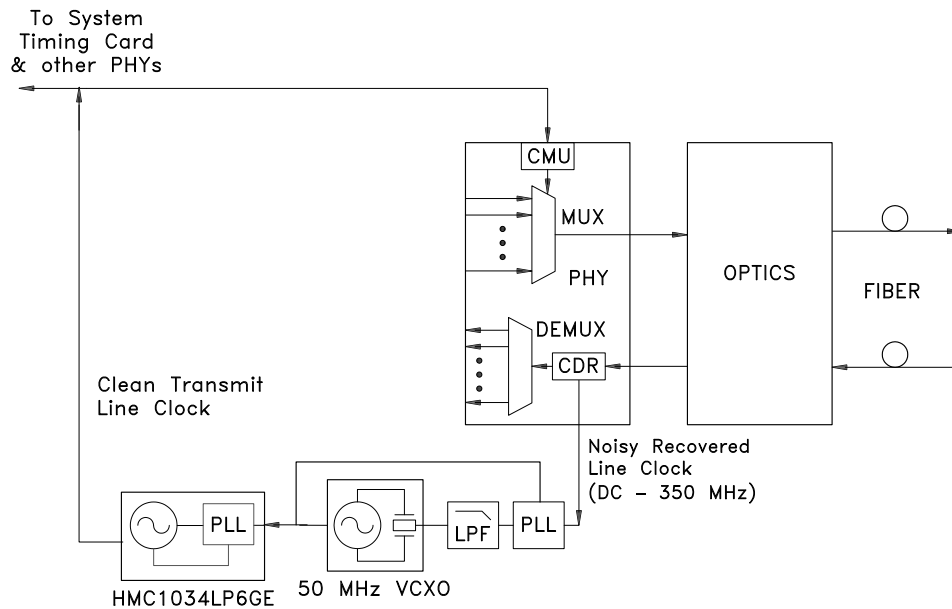 To System
Timing Card
& other PHYs
CMU
MUX
PHY
OPTICS
FIBER
DEMUX
CDR
Clean Transmit
Line Clock
Noisy Recovered
Line Clock
(DC - 350 MHz)
PLL
LPF
PLL
50 MHz VCXO
HMC1034LP6GE